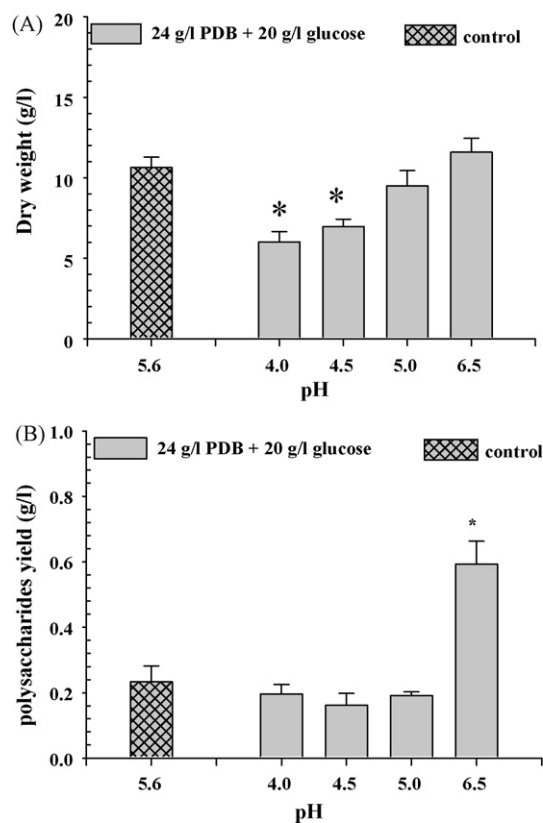 (A)
24 g/l PDB + 20 g/l glucose
control
Dry weight (g/l)
20
15
10
5
0
*
*
5.6
4.0
4.5
5.0
6.5
pH
(B)
24 g/l PDB + 20 g/l glucose
control
polysaccharides yield (g/l)
1.0
0.8
0.6
0.4
0.2
0.0
*
5.6
4.0
4.5
5.0
6.5
pH